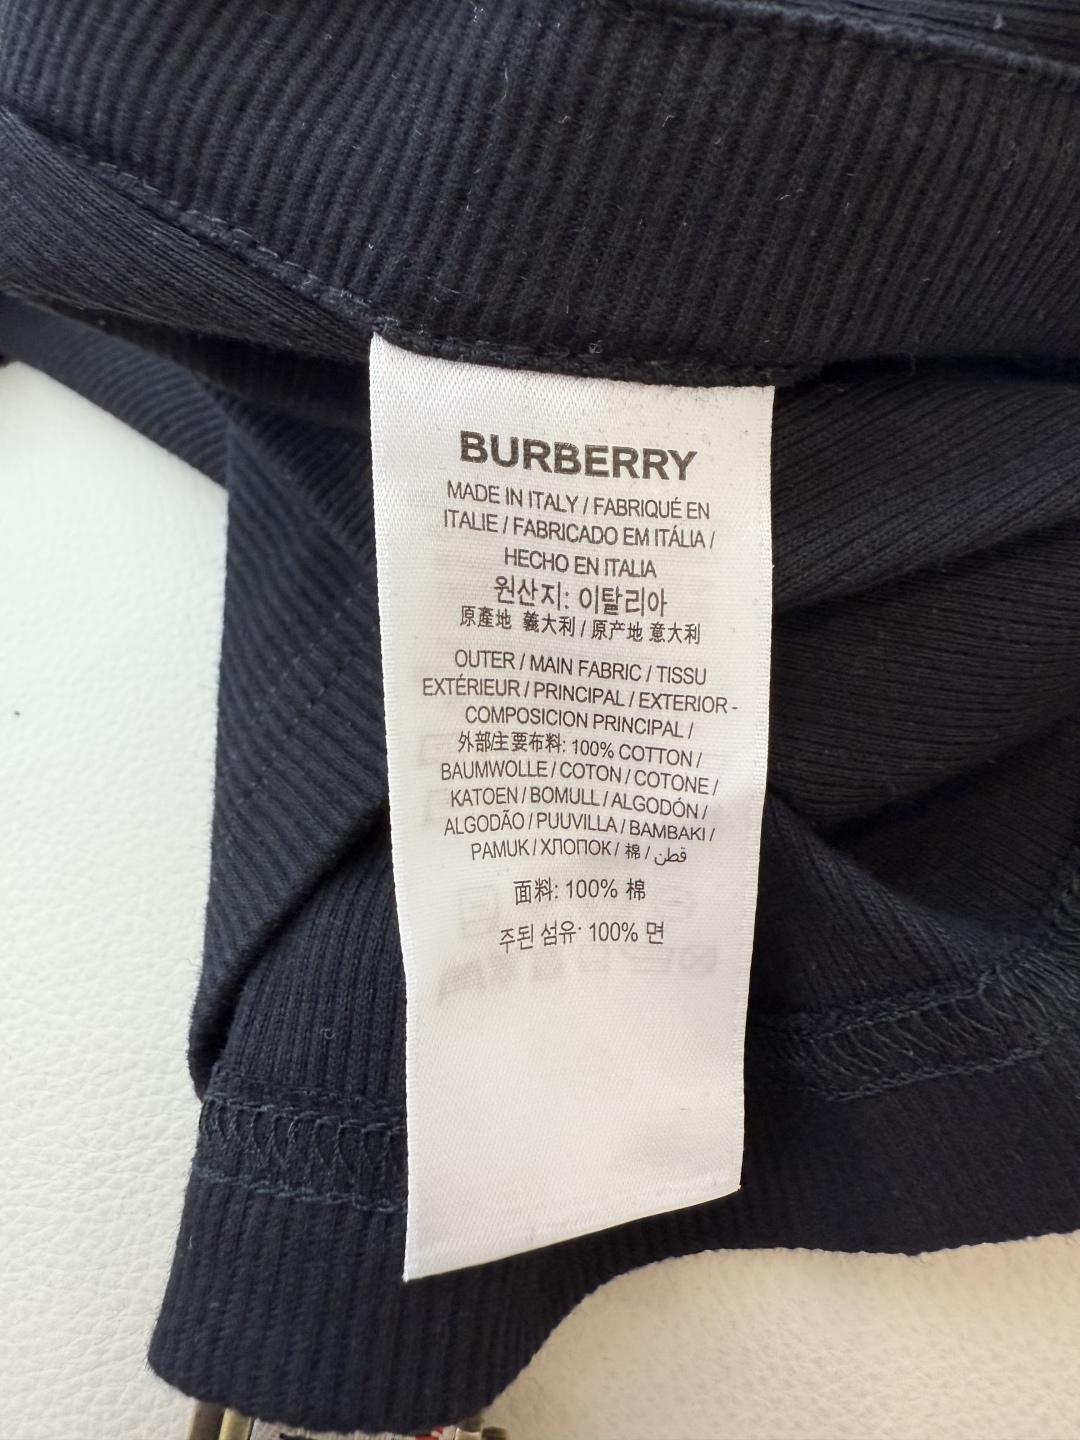 BURBERRY
MADE IN ITALY / FABRIQUÉ EN
ITALIE / FABRICADO EM ITÁLIA /
HECHO EN ITALIA
원산지: 이탈리아
原產地 義大利 / 原产地 意大利
OUTER / MAIN FABRIC / TISSU
EXTÉRIEUR / PRINCIPAL / EXTERIOR -
COMPOSICION PRINCIPAL /
外部主要布料: 100% COTTON /
BAUMWOLLE / COTON / COTONE /
KATOEN / BOMULL / ALGODÓN /
ALGODÃO / PUUVILLA / BAMBAKI /
PAMUK / ХЛОПОК / 棉 / قطن
面料: 100% 棉
주된 섬유: 100% 면